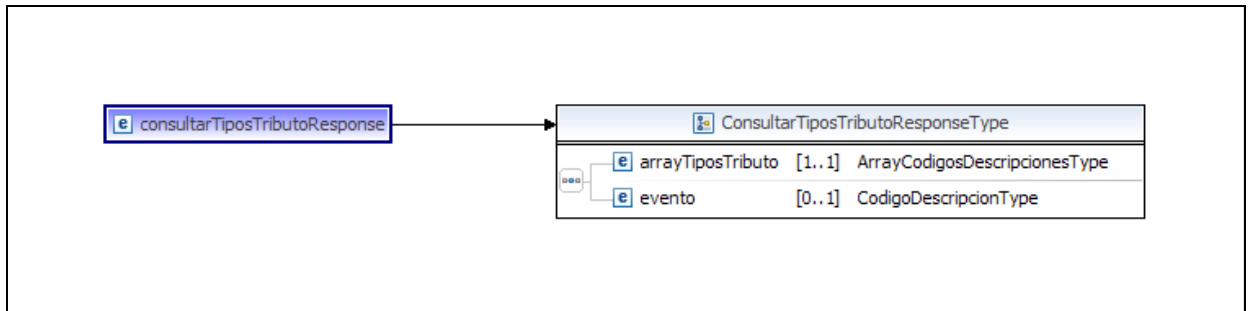 e consultarTiposTributoResponse
ConsultarTiposTributoResponseType
e arrayTiposTributo [1..1] ArrayCodigosDescripcionesType
e evento [0..1] CodigoDescripcionType